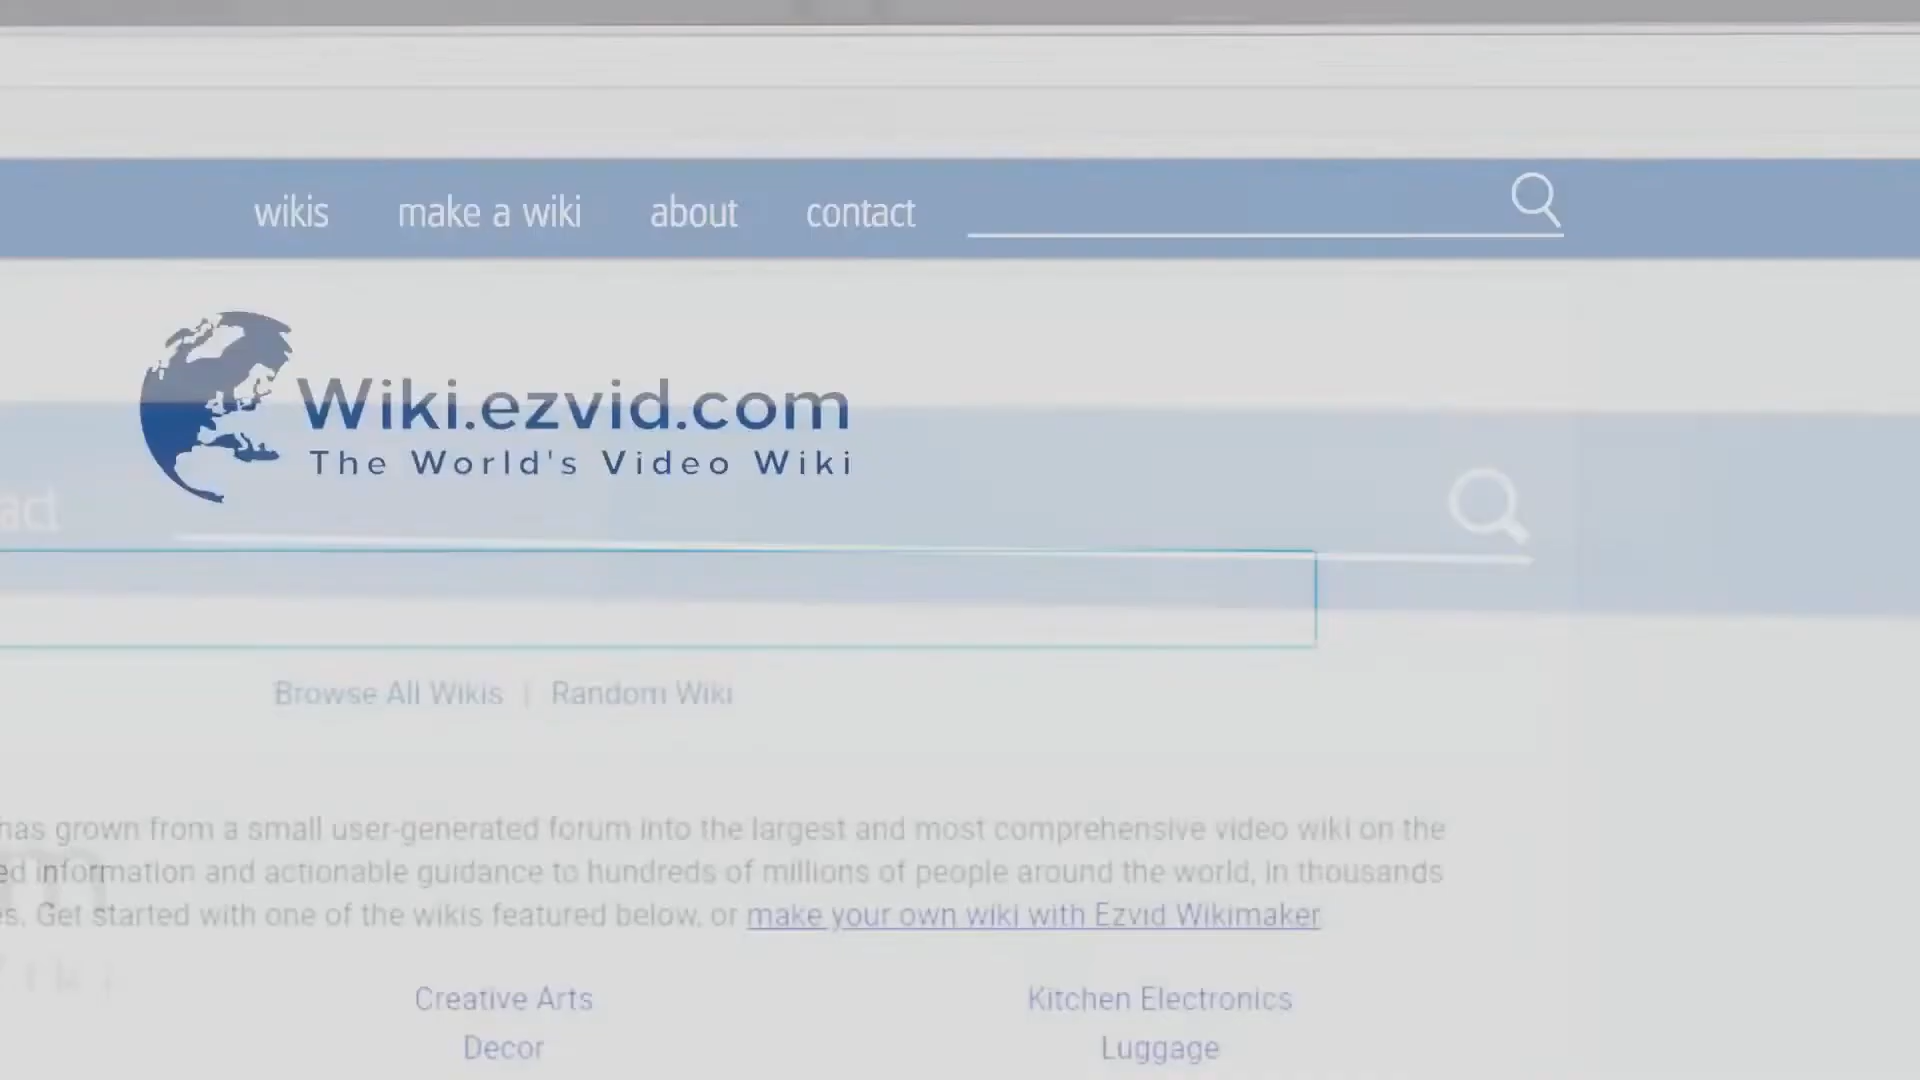 wikis make a wiki about contact
Wiki.ezvid.com
The World's Video Wiki
Browse All Wikis | Random Wiki
has grown from a small user-generated forum into the largest and most comprehensive video wiki on the
information and actionable guidance to hundreds of millions of people around the world, in thousands
Get started with one of the wikis featured below, or make your own wiki with Ezvid Wikimaker
Creative Arts Kitchen Electronics
Decor Luggage